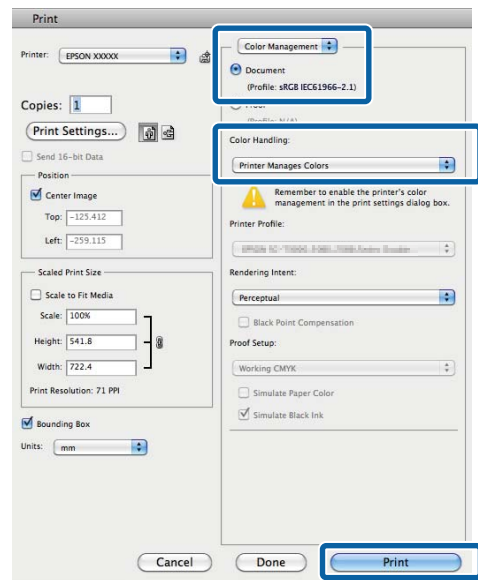 Print
Printer: EPSON XXXXX
Copies: 1
Print Settings...
Send 16-bit Data
Position
Center Image
Top: -125.412
Left: -259.115
Scaled Print Size
Scale to Fit Media
Scale: 100%
Height: 541.8
Width: 722.4
Print Resolution: 71 PPI
Bounding Box
Units: mm
Color Management
Document
(Profile: sRGB IEC61966-2.1)
Color Handling:
Printer Manages Colors
Remember to enable the printer's color
management in the print settings dialog box.
Printer Profile:
Rendering Intent:
Perceptual
Black Point Compensation
Proof Setup:
Working CMYK
Simulate Paper Color
Simulate Black Ink
Cancel
Done
Print